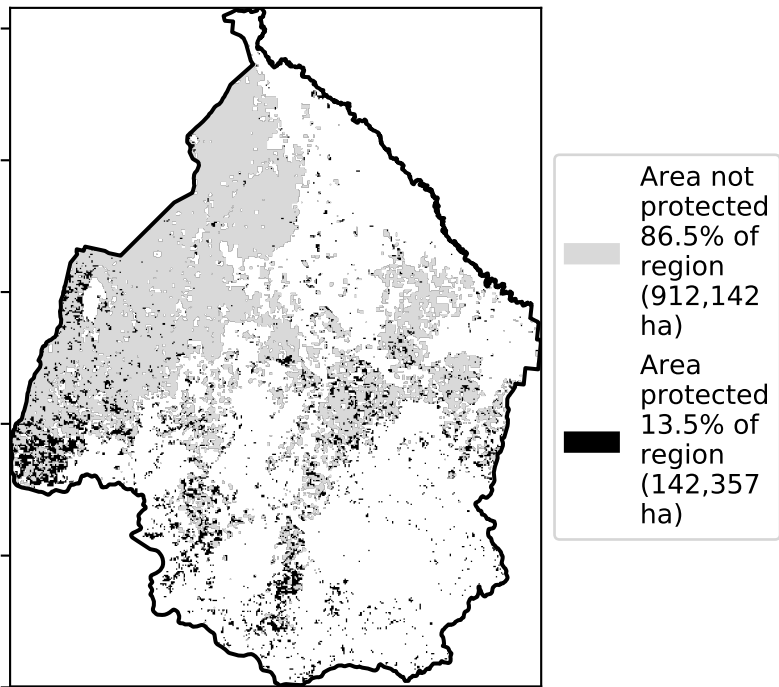 Area not
protected
86.5% of
region
(912,142
ha)
Area
protected
13.5% of
region
(142,357
ha)